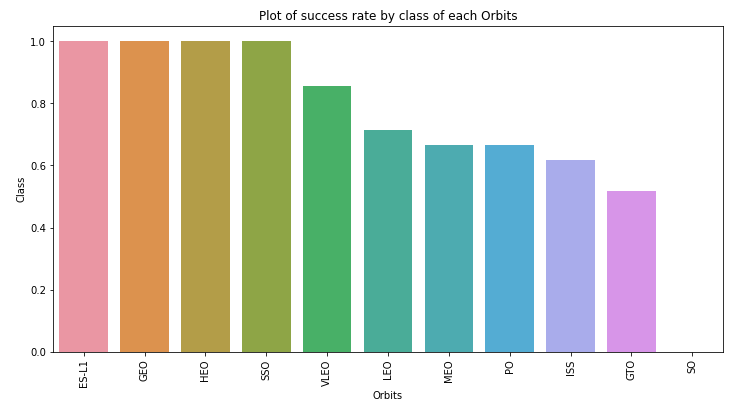 Plot of success rate by class of each Orbits
Class
1.0
0.8
0.6
0.4
0.2
0.0
ES-L1
GEO
HEO
SSO
VLEO
LEO
MEO
PO
ISS
GTO
SO
Orbits